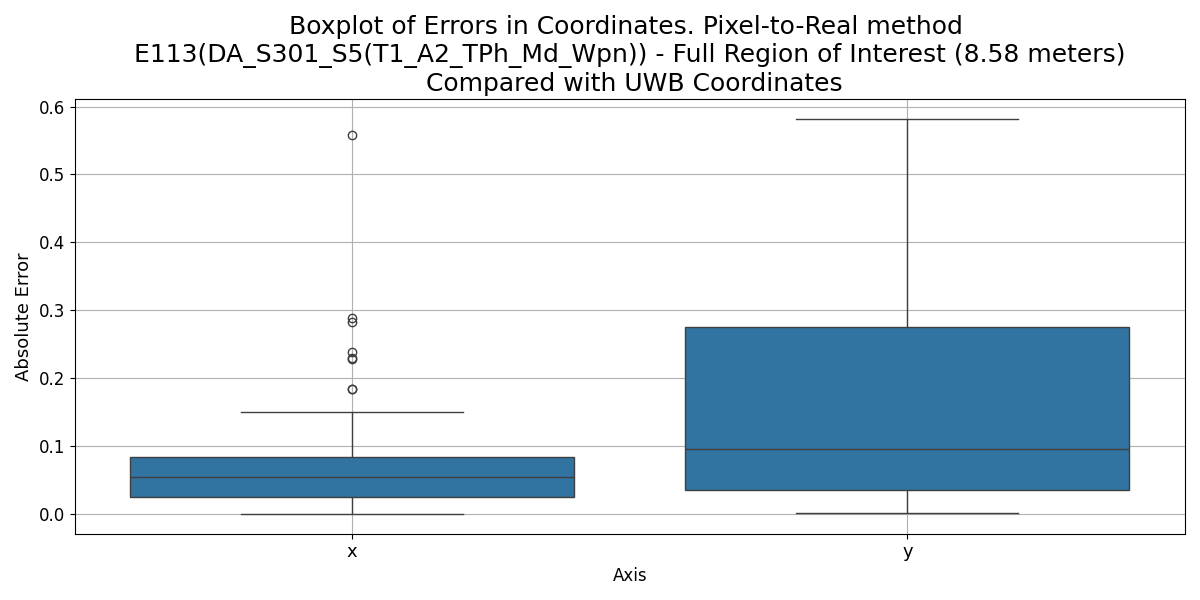 Boxplot of Errors in Coordinates. Pixel-to-Real method
E113(DA_S301_S5(T1_A2_TPh_Md_Wpn)) - Full Region of Interest (8.58 meters)
Compared with UWB Coordinates
0.6
0.5
0.4
0.3
0.2
0.1
0.0
Absolute Error
x
y
Axis